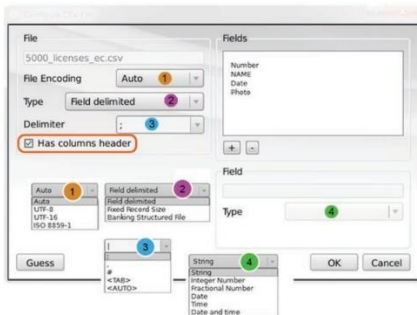 File
5000_licenses_ec.csv
File Encoding Auto 1
Type Field delimited 2
Delimiter ; 3
Has columns header
Fields
Number
NAME
Date
Photo
+ -
Field
Type 4
Auto 1
Auto
UTF-8
UTF-16
ISO 8859-1
Field delimited 2
Field delimited
Fixed Record Size
Banking Structured File
| 3
;
,
#
<TAB>
<AUTO>
String 4
String
Integer Number
Fractional Number
Date
Time
Date and time
Guess
OK Cancel